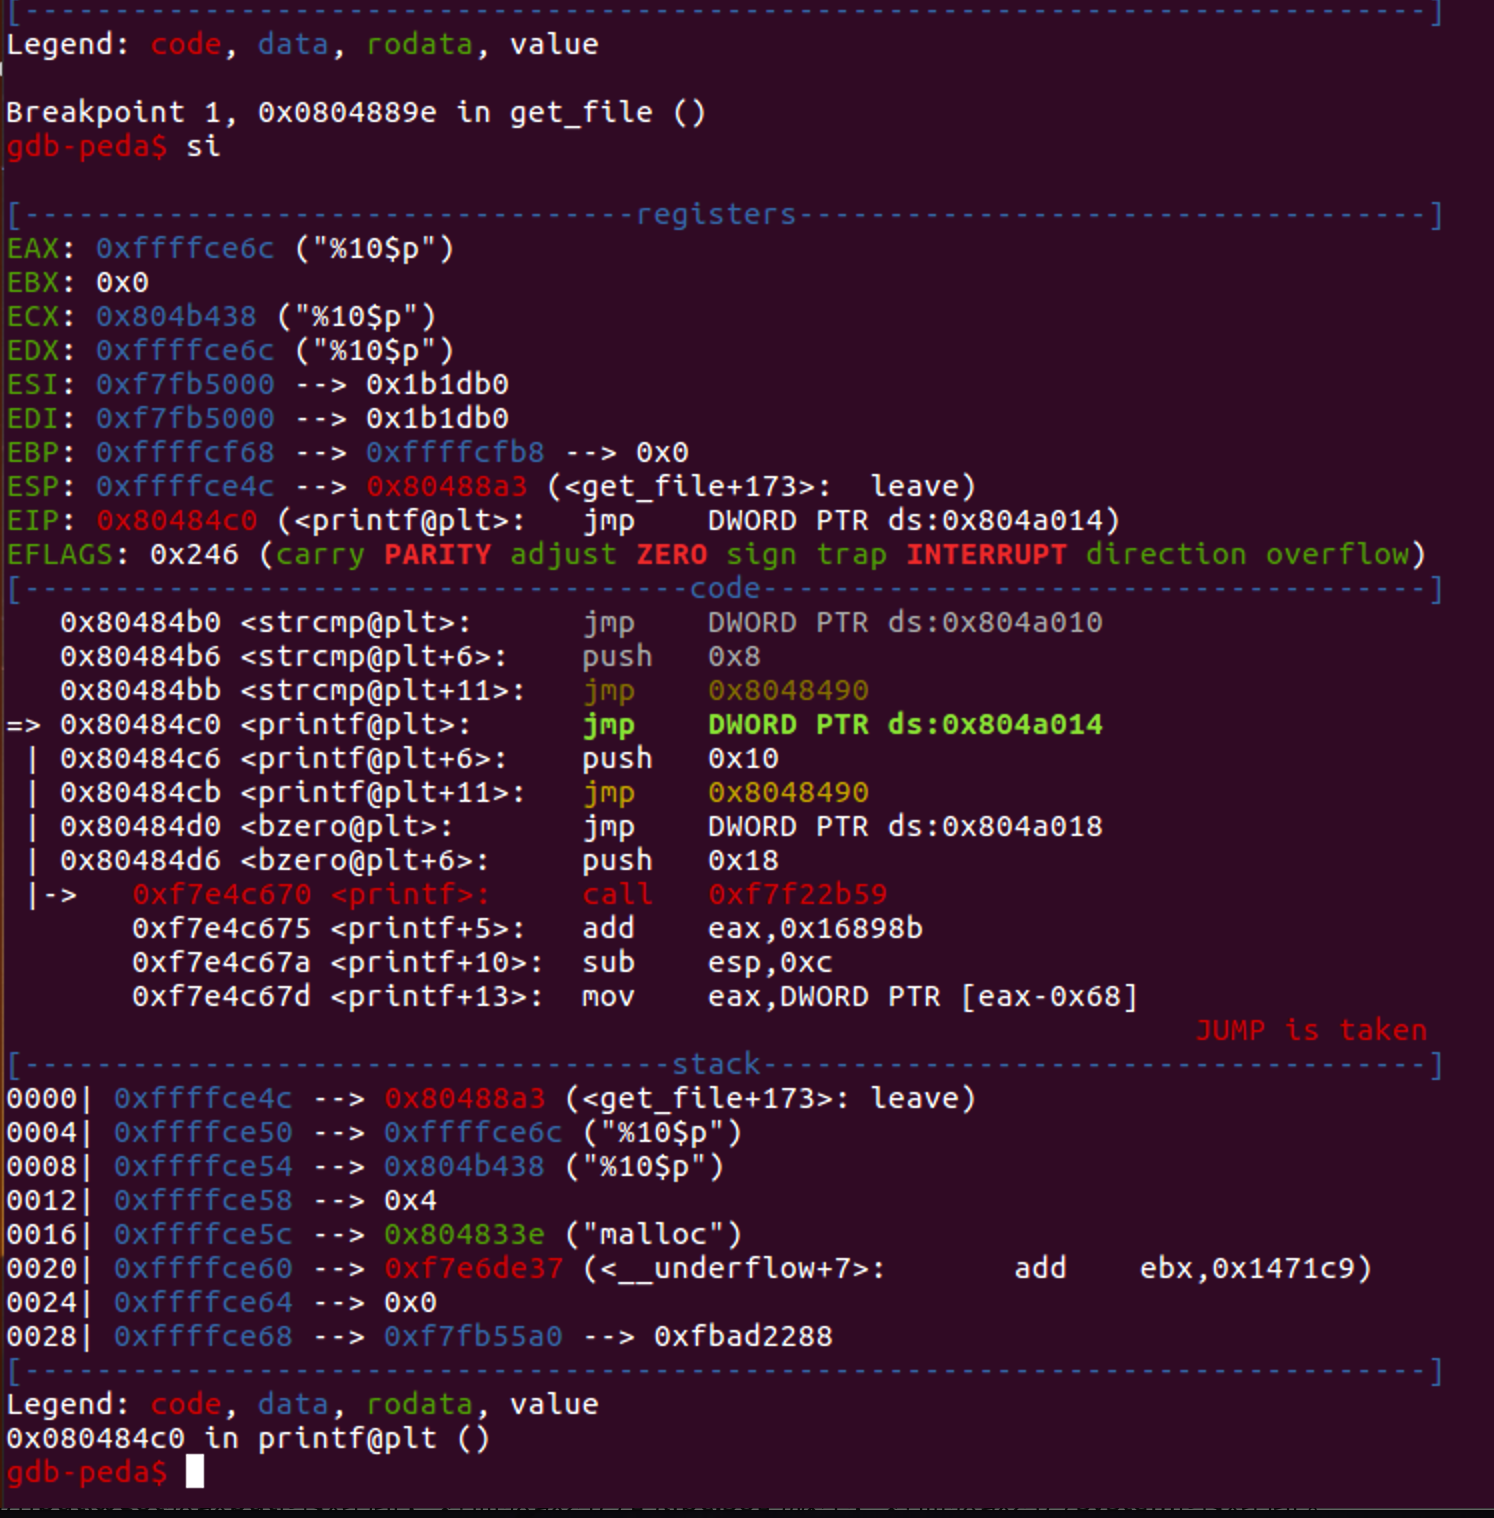 [------------------------------------------------------------------------------]
Legend: code, data, rodata, value
Breakpoint 1, 0x0804889e in get_file ()
gdb-peda$ si
[----------------------------------registers-----------------------------------]
EAX: 0xffffce6c ("%10$p")
EBX: 0x0
ECX: 0x804b438 ("%10$p")
EDX: 0xffffce6c ("%10$p")
ESI: 0xf7fb5000 --> 0x1b1db0
EDI: 0xf7fb5000 --> 0x1b1db0
EBP: 0xffffcf68 --> 0xffffcfb8 --> 0x0
ESP: 0xffffce4c --> 0x80488a3 (<get_file+173>:	leave)
EIP: 0x80484c0 (<printf@plt>:	jmp    DWORD PTR ds:0x804a014)
EFLAGS: 0x246 (carry PARITY adjust ZERO sign trap INTERRUPT direction overflow)
[-------------------------------------code-------------------------------------]
   0x80484b0 <strcmp@plt>:	jmp    DWORD PTR ds:0x804a010
   0x80484b6 <strcmp@plt+6>:	push   0x8
   0x80484bb <strcmp@plt+11>:	jmp    0x8048490
=> 0x80484c0 <printf@plt>:	jmp    DWORD PTR ds:0x804a014
 | 0x80484c6 <printf@plt+6>:	push   0x10
 | 0x80484cb <printf@plt+11>:	jmp    0x8048490
 | 0x80484d0 <bzero@plt>:	jmp    DWORD PTR ds:0x804a018
 | 0x80484d6 <bzero@plt+6>:	push   0x18
 |->   0xf7e4c670 <printf>:	call   0xf7f22b59
       0xf7e4c675 <printf+5>:	add    eax,0x16898b
       0xf7e4c67a <printf+10>:	sub    esp,0xc
       0xf7e4c67d <printf+13>:	mov    eax,DWORD PTR [eax-0x68]
                                                                  JUMP is taken
[------------------------------------stack-------------------------------------]
0000| 0xffffce4c --> 0x80488a3 (<get_file+173>:	leave)
0004| 0xffffce50 --> 0xffffce6c ("%10$p")
0008| 0xffffce54 --> 0x804b438 ("%10$p")
0012| 0xffffce58 --> 0x4
0016| 0xffffce5c --> 0x804833e ("malloc")
0020| 0xffffce60 --> 0xf7e6de37 (<__underflow+7>:	add    ebx,0x1471c9)
0024| 0xffffce64 --> 0x0
0028| 0xffffce68 --> 0xf7fb55a0 --> 0xfbad2288
[------------------------------------------------------------------------------]
Legend: code, data, rodata, value
0x080484c0 in printf@plt ()
gdb-peda$